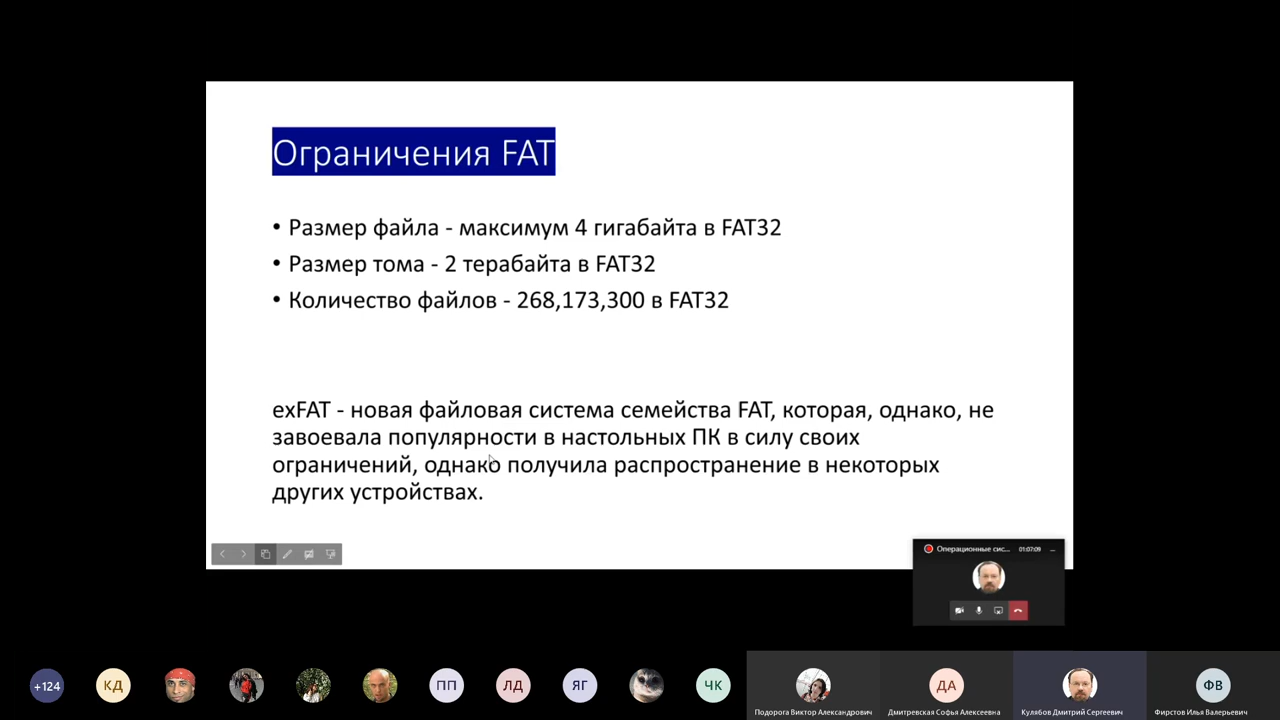 Ограничения FAT
• Размер файла - максимум 4 гигабайта в FAT32
• Размер тома - 2 терабайта в FAT32
• Количество файлов - 268,173,300 в FAT32
exFAT - новая файловая система семейства FAT, которая, однако, не
завоевала популярности в настольных ПК в силу своих
ограничений, однако получила распространение в некоторых
других устройствах.
Операционные сис... 01:07:09
+124 КД ПП ЛД ЯГ ЧК ДА ФВ
Подорога Виктор Александрович Дмитревская Софья Алексеевна Кулябов Дмитрий Сергеевич Фирстов Илья Валерьевич